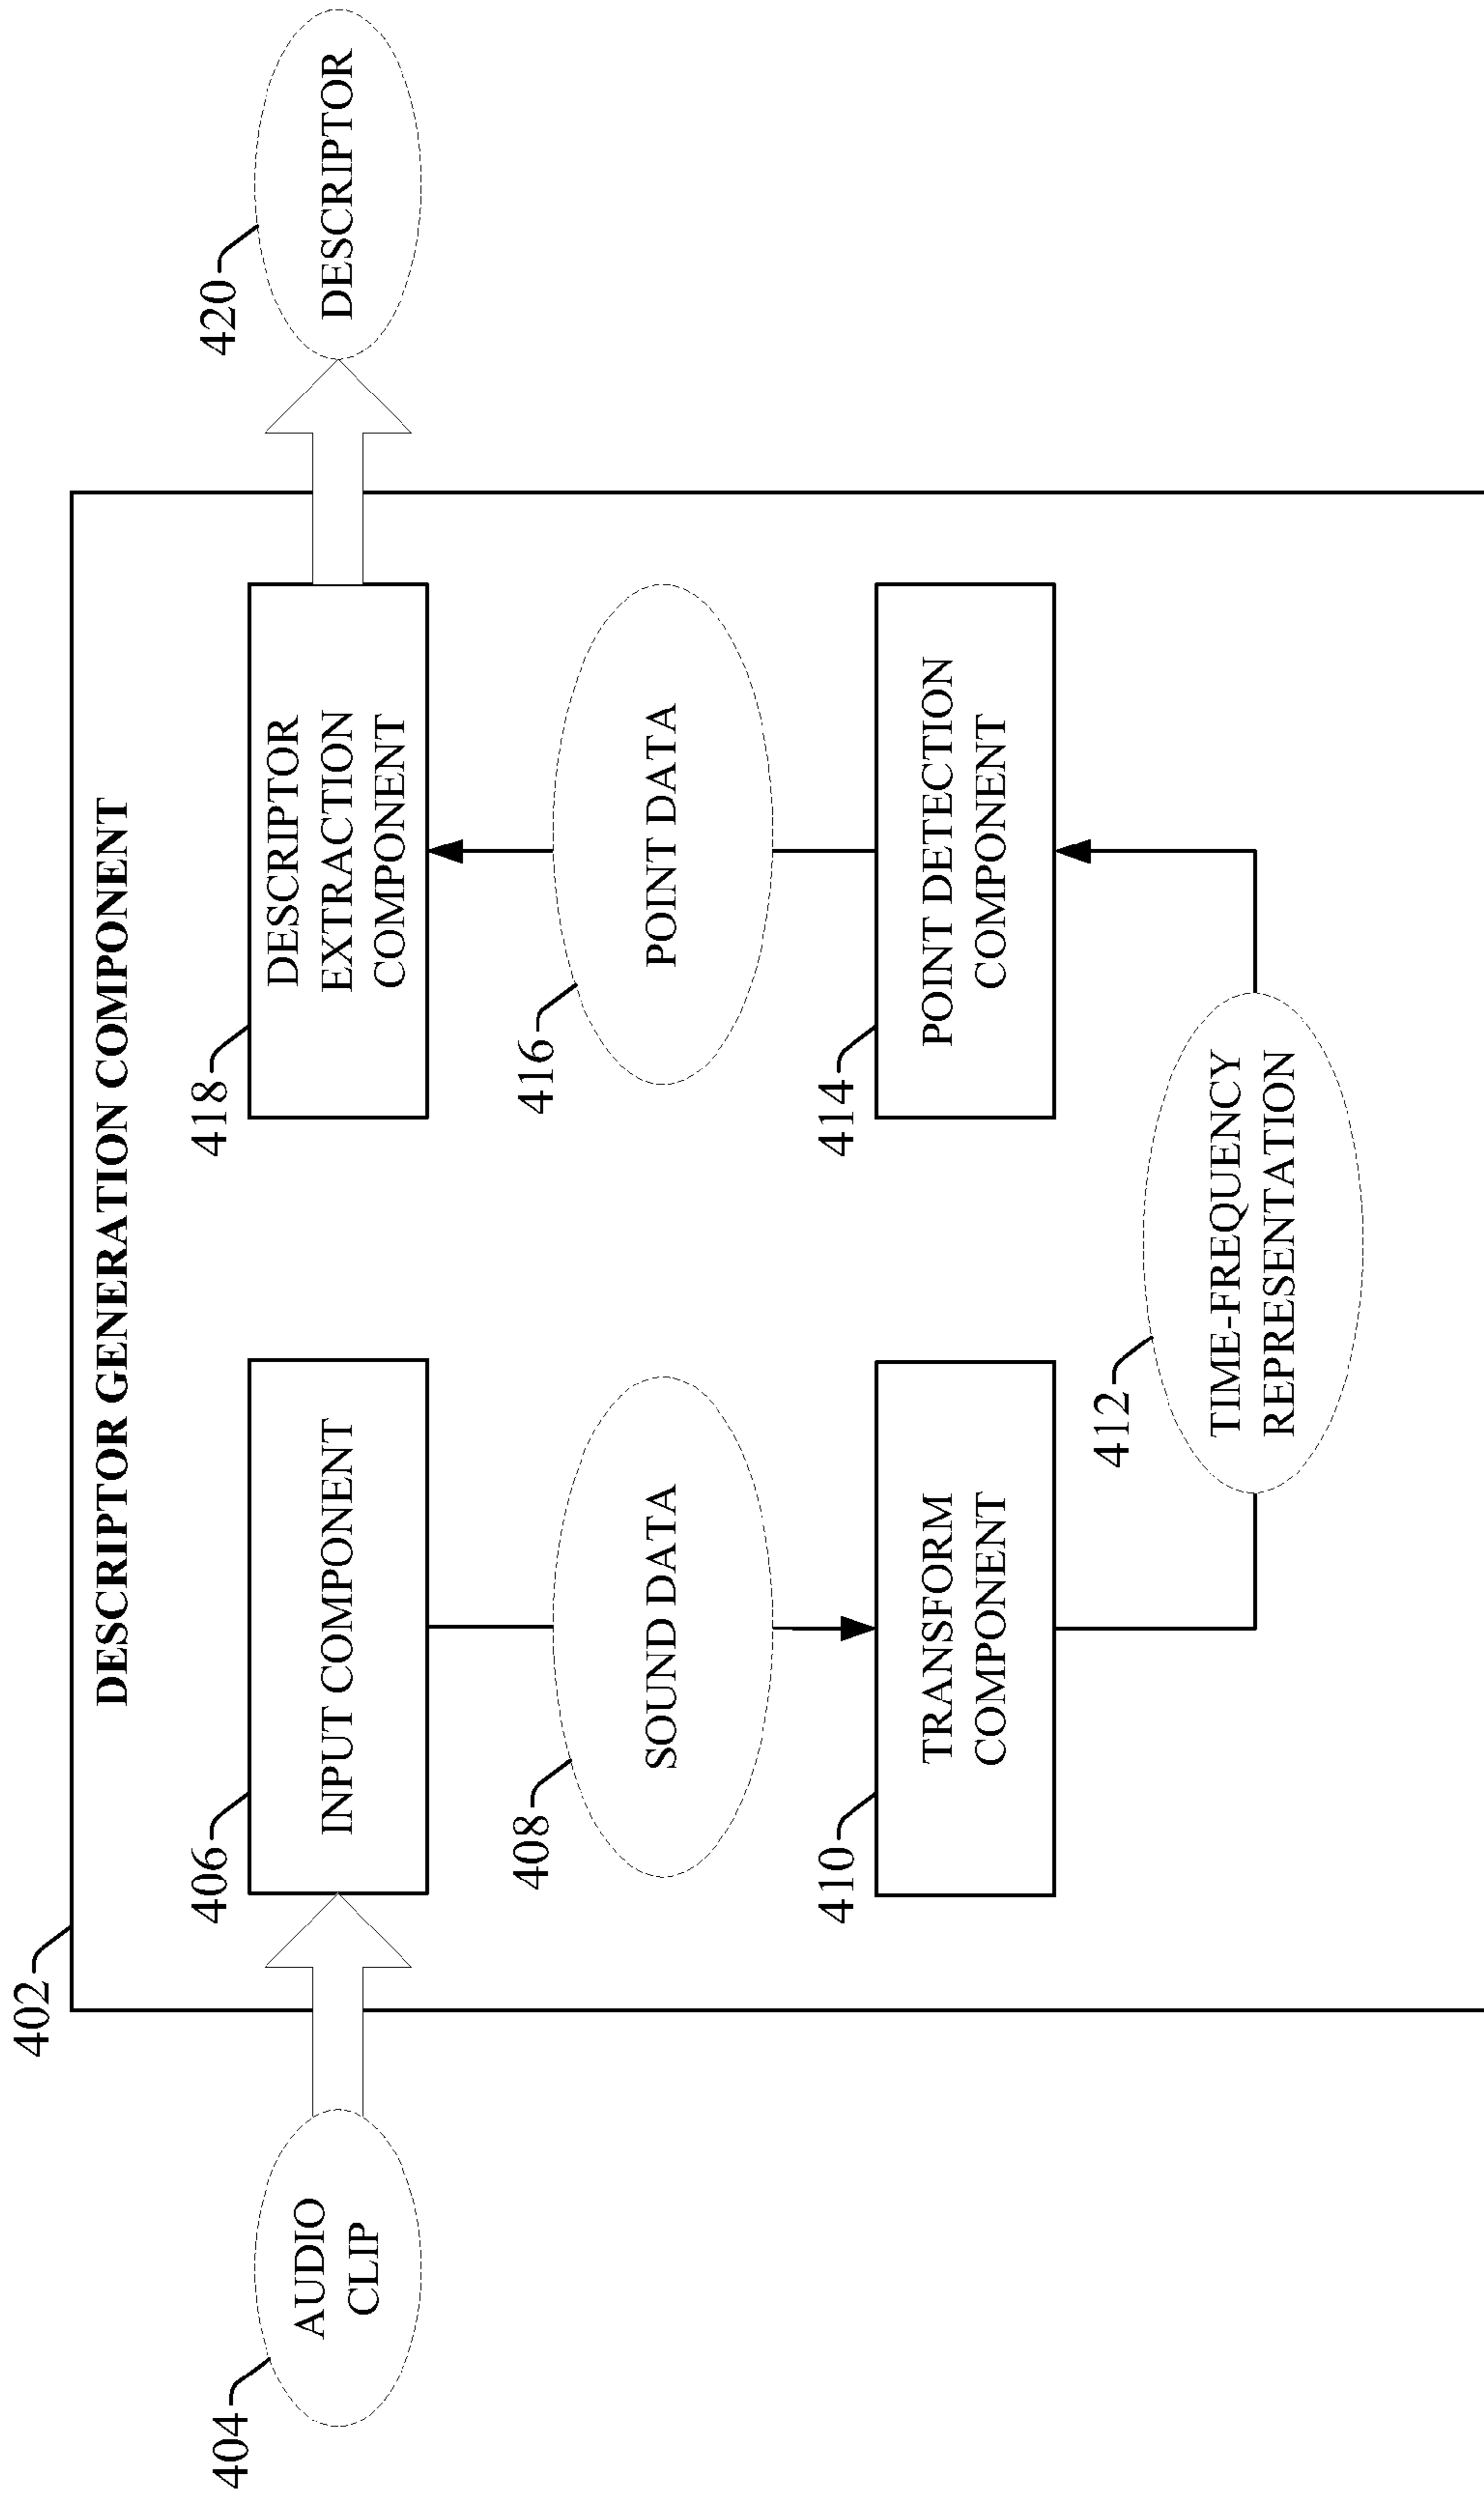 402
DESCRIPTOR GENERATION COMPONENT
404
AUDIO
CLIP
406
INPUT COMPONENT
408
SOUND DATA
410
TRANSFORM
COMPONENT
412
TIME-FREQUENCY
REPRESENTATION
414
POINT DETECTION
COMPONENT
416
POINT DATA
418
DESCRIPTOR
EXTRACTION
COMPONENT
420
DESCRIPTOR